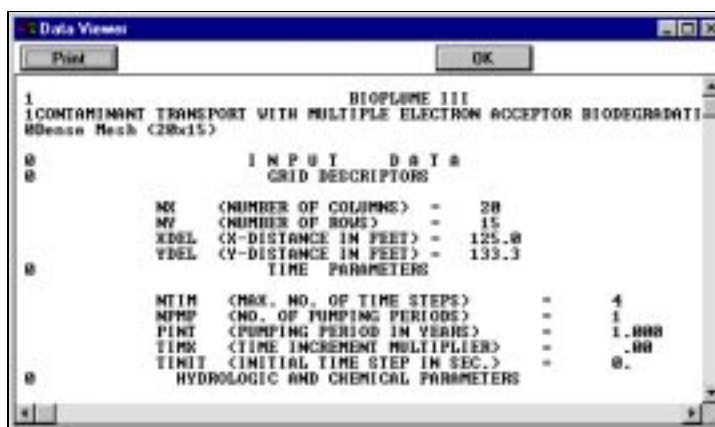 Data Viewer
Print OK
1 BIOPLUME III
1CONTAMINANT TRANSPORT WITH MULTIPLE ELECTRON ACCEPTOR BIODEGRADATI
0Dense Mesh (20x15)
0 I N P U T D A T A
0 GRID DESCRIPTORS
NX (NUMBER OF COLUMNS) = 20
NY (NUMBER OF ROWS) = 15
XDEL (X-DISTANCE IN FEET) = 125.0
YDEL (Y-DISTANCE IN FEET) = 133.3
0 TIME PARAMETERS
NTIM (MAX. NO. OF TIME STEPS) = 4
NPMP (NO. OF PUMPING PERIODS) = 1
PINT (PUMPING PERIOD IN YEARS) = 1.000
TIMX (TIME INCREMENT MULTIPLIER) = .00
TINIT (INITIAL TIME STEP IN SEC.) = 0.
0 HYDROLOGIC AND CHEMICAL PARAMETERS